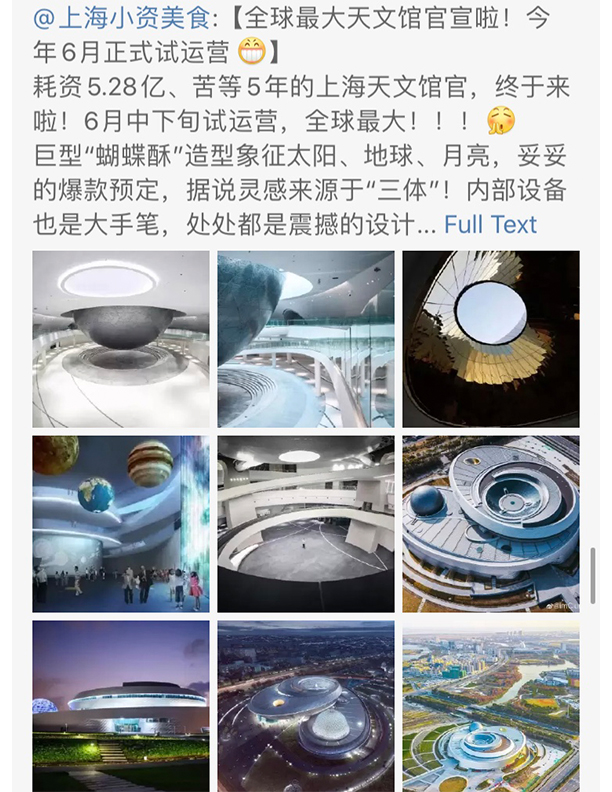 @上海小资美食:【全球最大天文馆官宣啦！今
年6月正式试运营😁】
耗资5.28亿、苦等5年的上海天文馆官，终于来
啦！6月中下旬试运营，全球最大！！！🥱
巨型“蝴蝶酥”造型象征太阳、地球、月亮，妥妥
的爆款预定，据说灵感来源于“三体”！内部设备
也是大手笔，处处都是震撼的设计... Full Text